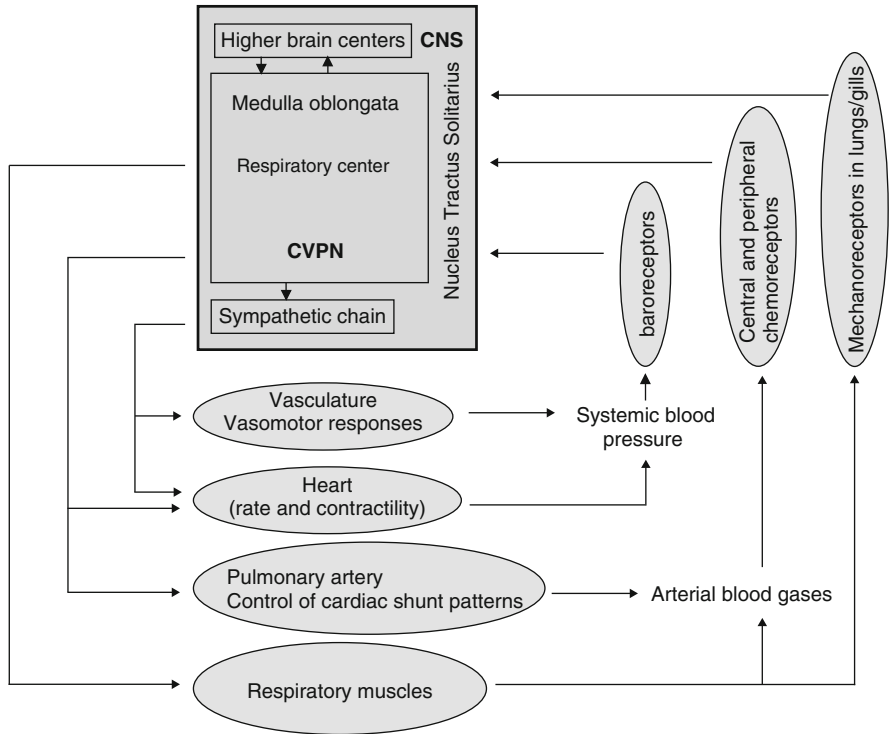 Higher brain centers
CNS
Medulla oblongata
Respiratory center
CVPN
Nucleus Tractus Solitarius
Sympathetic chain
baroreceptors
Central and peripheral
chemoreceptors
Mechanoreceptors in lungs/gills
Vasculature
Vasomotor responses
Systemic blood
pressure
Heart
(rate and contractility)
Pulmonary artery
Control of cardiac shunt patterns
Arterial blood gases
Respiratory muscles